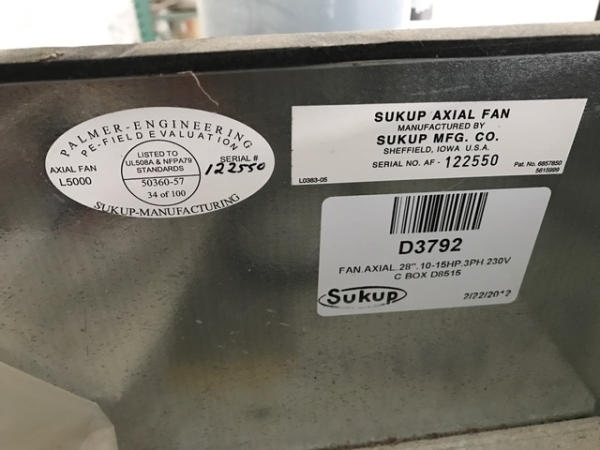 PALMER-ENGINEERING
PE-FIELD EVALUATION
LISTED TO
UL508A & NFPA79
STANDARDS
AXIAL FAN
L5000
SERIAL #
122550
50360-57
34 of 100
SUKUP-MANUFACTURING
SUKUP AXIAL FAN
MANUFACTURED BY
SUKUP MFG. CO.
SHEFFIELD, IOWA U.S.A.
SERIAL NO. AF - 122550
L0383-05
Pat. No. 6857850
5615999
D3792
FAN.AXIAL.28".10-15HP.3PH.230V
C BOX D8515
Sukup
2/22/2012